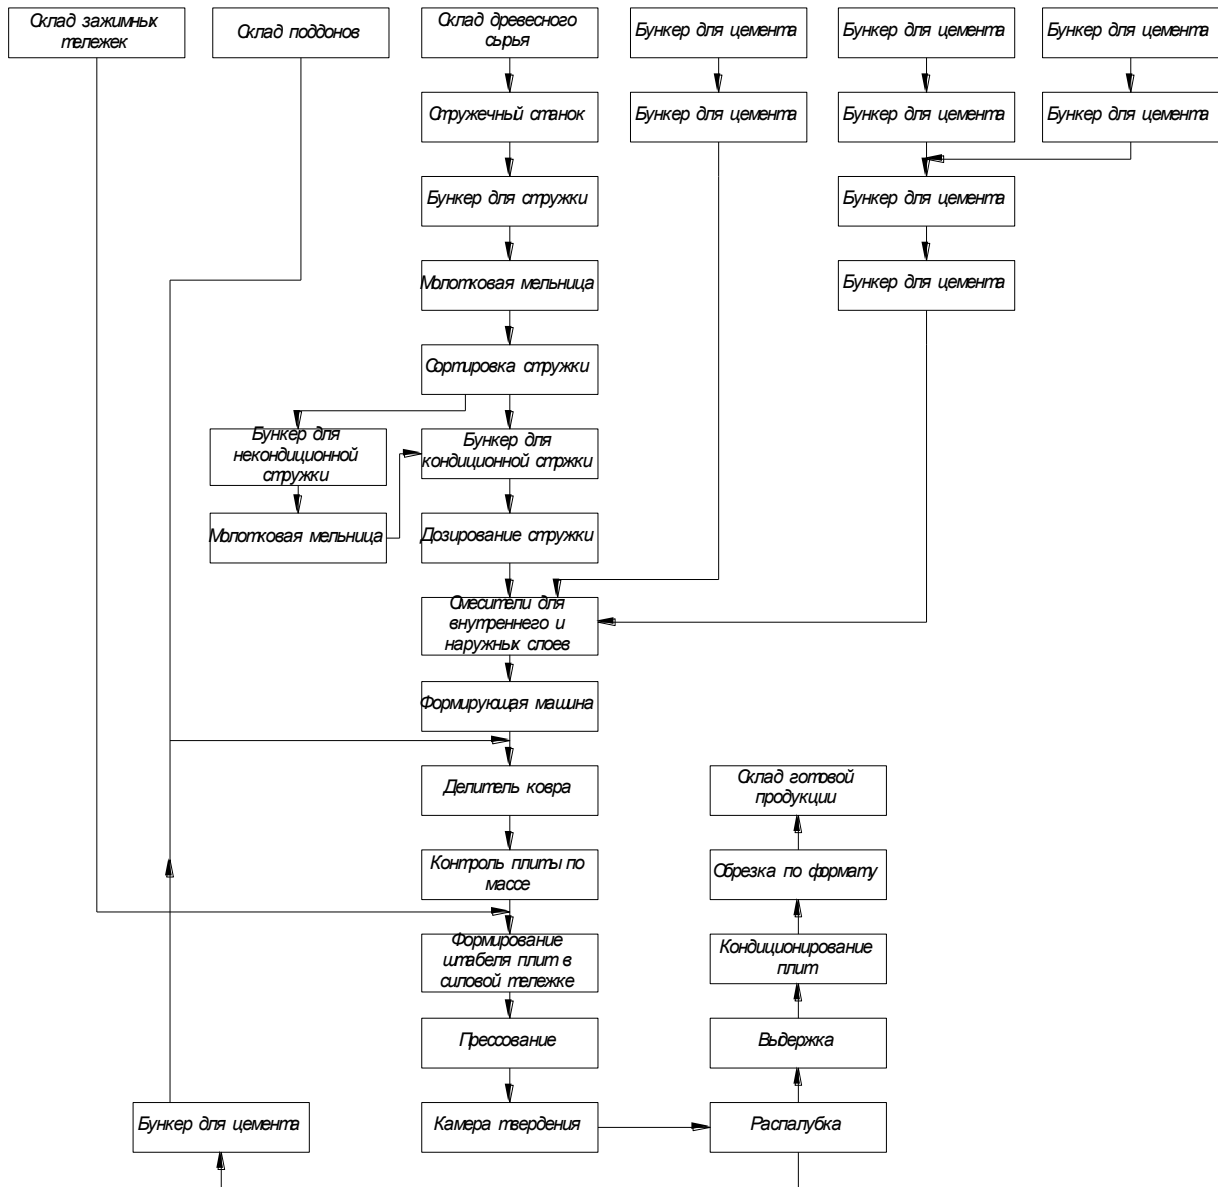 Склад зажимных
тележек
Склад поддонов
Склад древесного
сырья
Бункер для цемента
Бункер для цемента
Бункер для цемента
Стружечный станок
Бункер для цемента
Бункер для цемента
Бункер для цемента
Бункер для стружки
Бункер для цемента
Молотковая мельница
Бункер для цемента
Сортировка стружки
Бункер для
некондиционной
стружки
Бункер для
кондиционной стржки
Молотковая мельница
Дозирование стружки
Смесители для
внутреннего и
наружных слоев
Формирующая машина
Делитель ковра
Склад готовой
продукции
Контроль плиты по
массе
Обрезка по формату
Формирование
штабеля плит в
силовой тележке
Кондиционирование
плит
Прессование
Выдержка
Бункер для цемента
Камера твердения
Распалубка